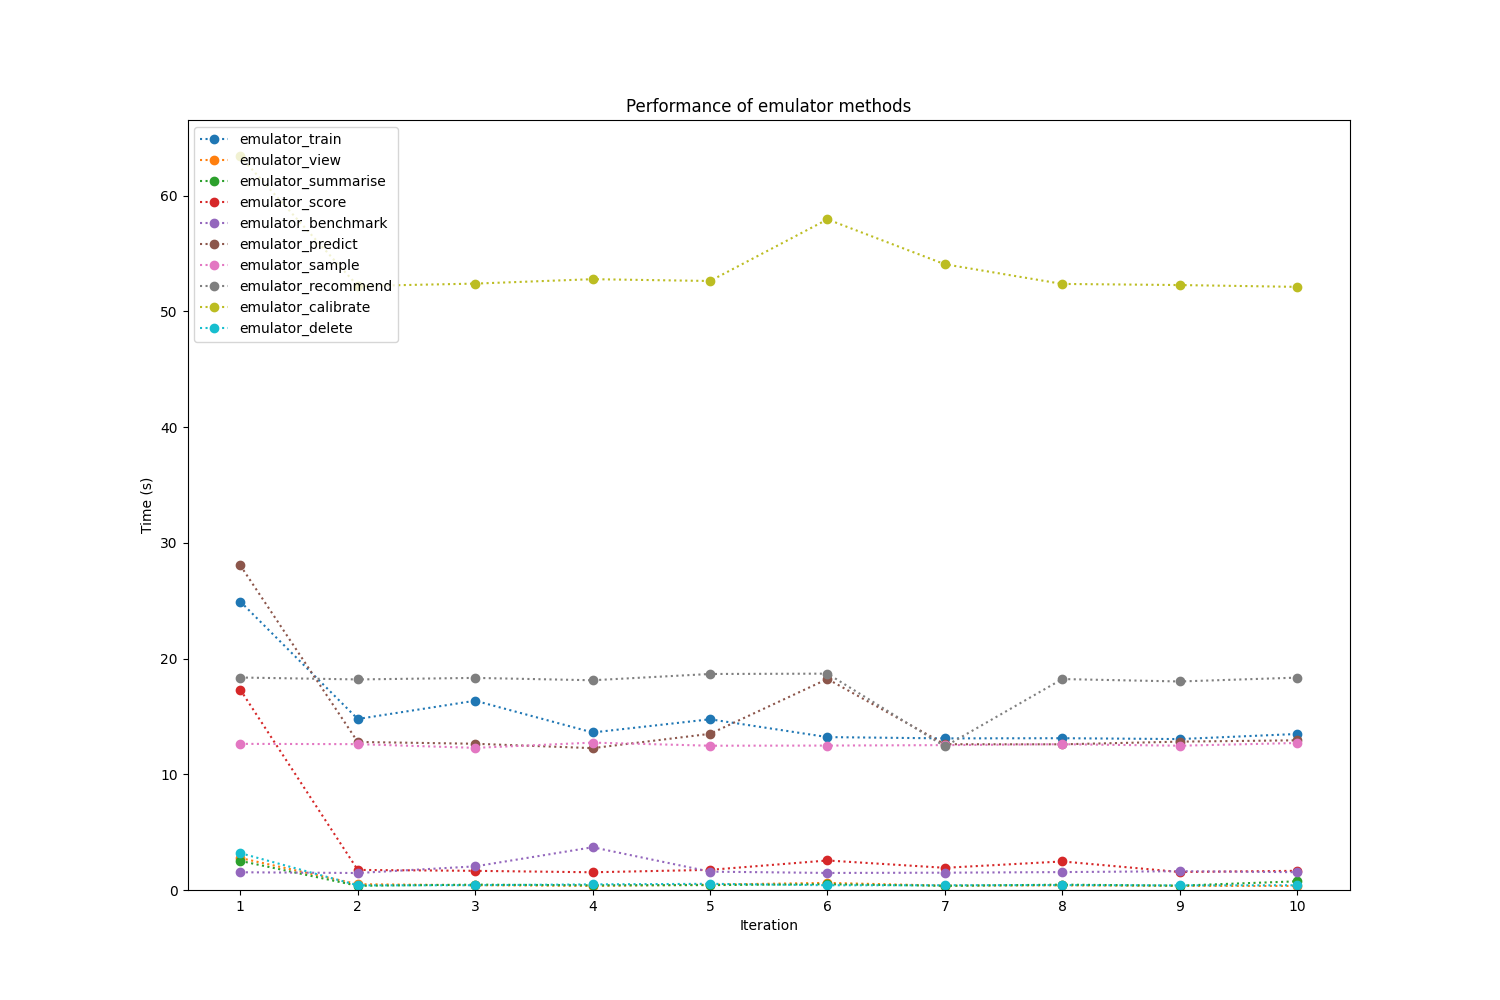 Performance of emulator methods
emulator_train
emulator_view
emulator_summarise
emulator_score
emulator_benchmark
emulator_predict
emulator_sample
emulator_recommend
emulator_calibrate
emulator_delete
60
50
40
30
20
10
0
Time (s)
1 2 3 4 5 6 7 8 9 10
Iteration